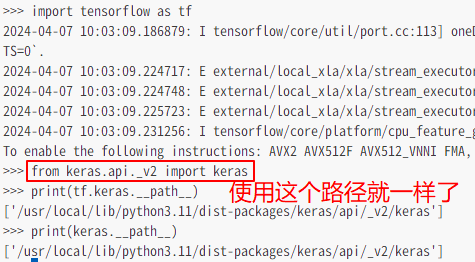 >>> import tensorflow as tf
2024-04-07 10:03:09.186879: I tensorflow/core/util/port.cc:113] oneD
TS=0`.
2024-04-07 10:03:09.224717: E external/local_xla/xla/stream_executor
2024-04-07 10:03:09.224748: E external/local_xla/xla/stream_executor
2024-04-07 10:03:09.225723: E external/local_xla/xla/stream_executor
2024-04-07 10:03:09.231256: I tensorflow/core/platform/cpu_feature_g
To enable the following instructions: AVX2 AVX512F AVX512_VNNI FMA,
>>> from keras.api._v2 import keras
>>> print(tf.keras.__path__)
使用这个路径就一样了
['/usr/local/lib/python3.11/dist-packages/keras/api/_v2/keras']
>>> print(keras.__path__)
['/usr/local/lib/python3.11/dist-packages/keras/api/_v2/keras']